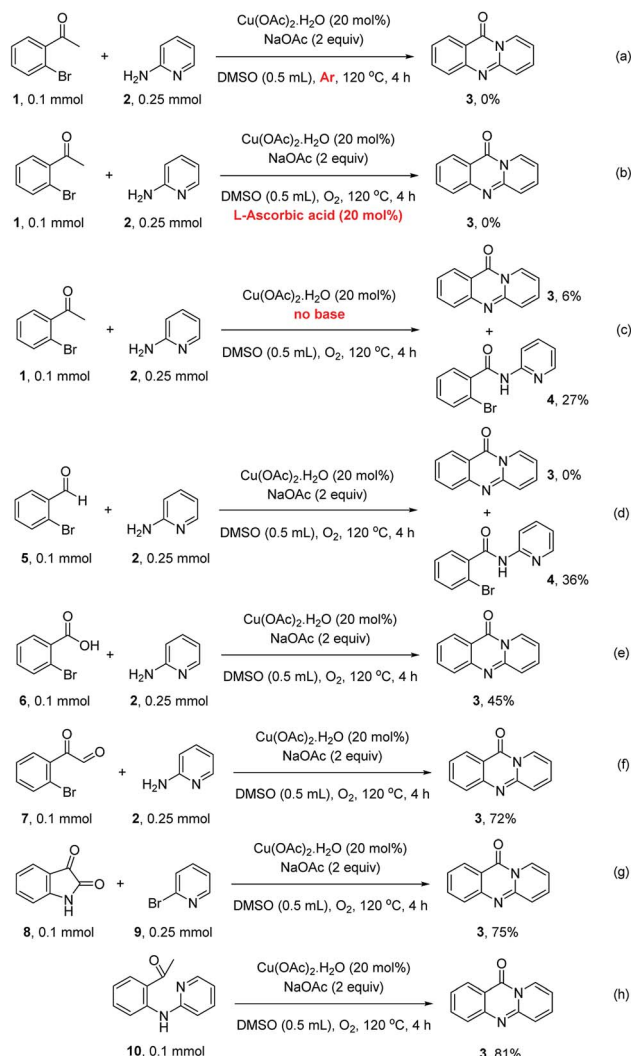 O
Br
H₂N N
Cu(OAc)₂.H₂O (20 mol%)
NaOAc (2 equiv)
DMSO (0.5 mL), Ar, 120 °C, 4 h
O
N
N
(a)
1, 0.1 mmol + 2, 0.25 mmol
3, 0%
O
Br
H₂N N
Cu(OAc)₂.H₂O (20 mol%)
NaOAc (2 equiv)
DMSO (0.5 mL), O₂, 120 °C, 4 h
L-Ascorbic acid (20 mol%)
O
N
N
(b)
1, 0.1 mmol + 2, 0.25 mmol
3, 0%
O
Br
H₂N N
Cu(OAc)₂.H₂O (20 mol%)
no base
DMSO (0.5 mL), O₂, 120 °C, 4 h
O
N
N
3, 6%
+
(c)
O
N
H
N
Br
4, 27%
1, 0.1 mmol + 2, 0.25 mmol
O
H
Br
H₂N N
Cu(OAc)₂.H₂O (20 mol%)
NaOAc (2 equiv)
DMSO (0.5 mL), O₂, 120 °C, 4 h
O
N
N
3, 0%
+
(d)
O
N
H
N
Br
4, 36%
5, 0.1 mmol + 2, 0.25 mmol
O
OH
Br
H₂N N
Cu(OAc)₂.H₂O (20 mol%)
NaOAc (2 equiv)
DMSO (0.5 mL), O₂, 120 °C, 4 h
O
N
N
(e)
6, 0.1 mmol + 2, 0.25 mmol
3, 45%
O
O
Br
H₂N N
Cu(OAc)₂.H₂O (20 mol%)
NaOAc (2 equiv)
DMSO (0.5 mL), O₂, 120 °C, 4 h
O
N
N
(f)
7, 0.1 mmol + 2, 0.25 mmol
3, 72%
O
O
N
H
Br N
Cu(OAc)₂.H₂O (20 mol%)
NaOAc (2 equiv)
DMSO (0.5 mL), O₂, 120 °C, 4 h
O
N
N
(g)
8, 0.1 mmol + 9, 0.25 mmol
3, 75%
O
N
N
H
Cu(OAc)₂.H₂O (20 mol%)
NaOAc (2 equiv)
DMSO (0.5 mL), O₂, 120 °C, 4 h
O
N
N
(h)
10, 0.1 mmol
3, 81%